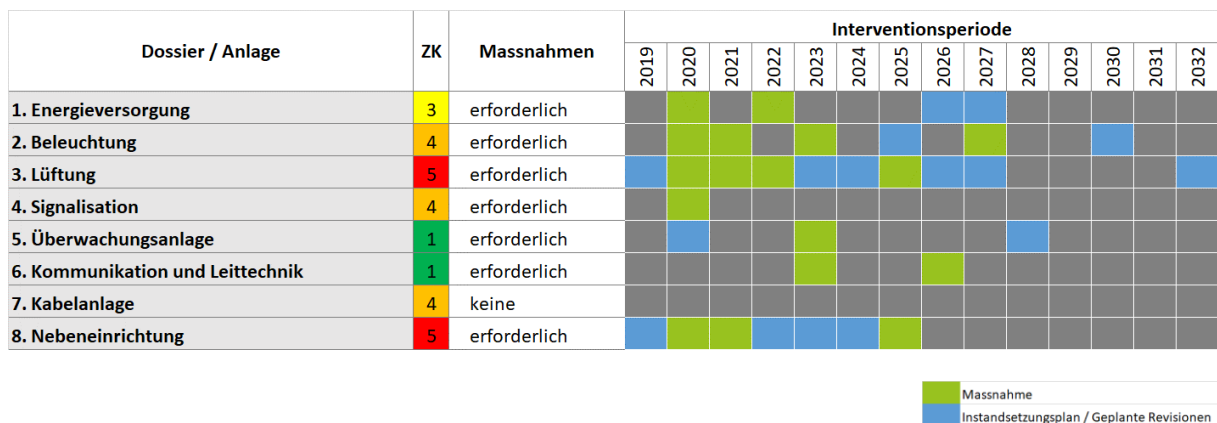 Interventionsperiode
Dossier / Anlage ZK Massnahmen 2019 2020 2021 2022 2023 2024 2025 2026 2027 2028 2029 2030 2031 2032
1. Energieversorgung 3 erforderlich
2. Beleuchtung 4 erforderlich
3. Lüftung 5 erforderlich
4. Signalisation 4 erforderlich
5. Überwachungsanlage 1 erforderlich
6. Kommunikation und Leittechnik 1 erforderlich
7. Kabelanlage 4 keine
8. Nebeneinrichtung 5 erforderlich
Massnahme
Instandsetzungsplan / Geplante Revisionen